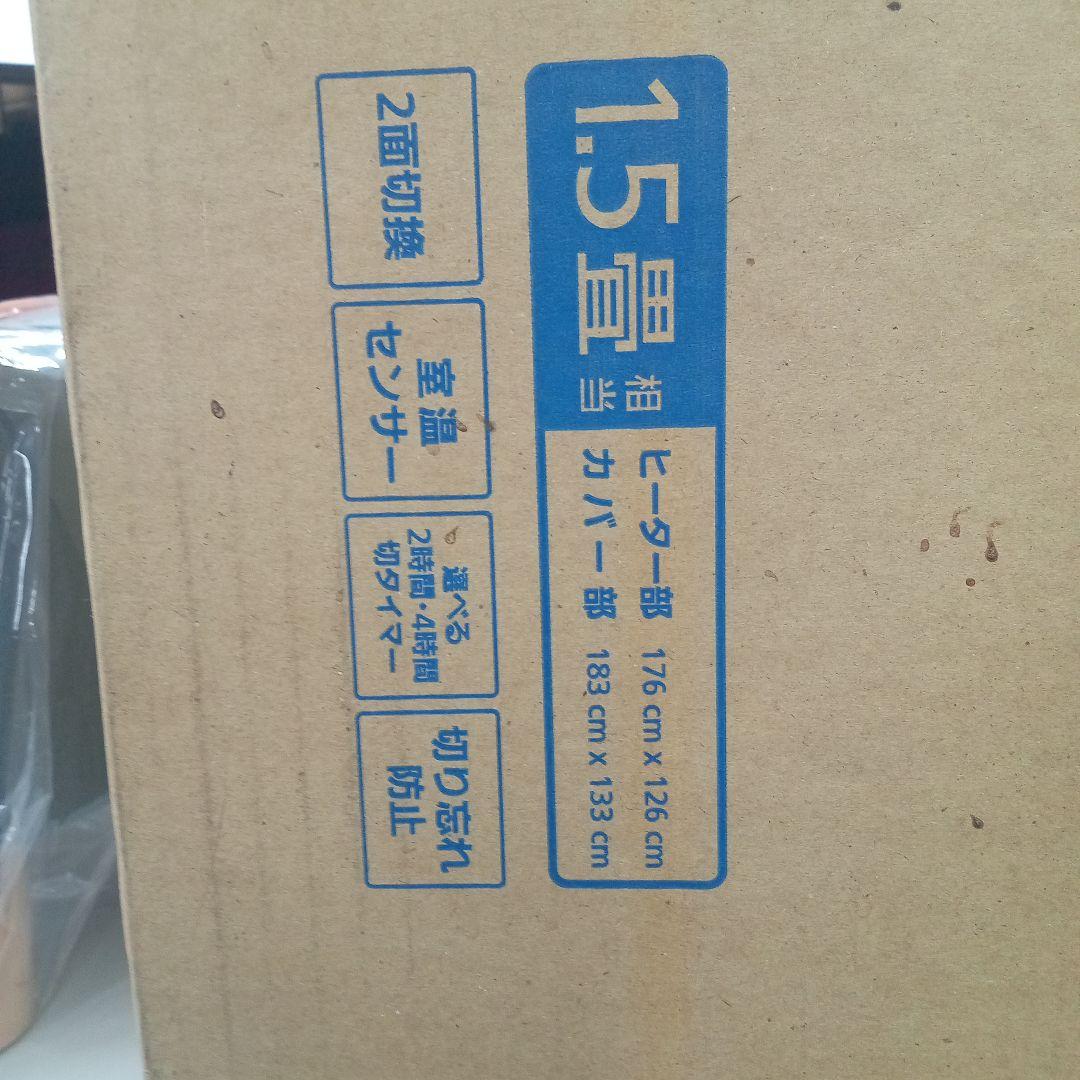 1.5畳相当
ヒーター部 176 cm x 126 cm
カバー部 183 cm x 133 cm
2面切換
室温
センサー
選べる
2時間・4時間
切タイマー
切り忘れ
防止